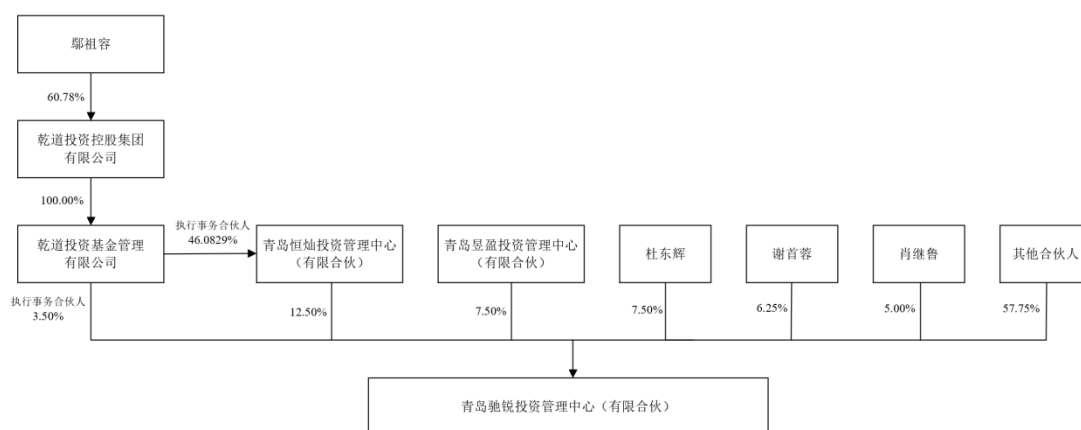 鄢祖容
60.78%
乾道投资控股集团
有限公司
100.00%
乾道投资基金管理
有限公司
执行事务合伙人
46.0829%
青岛恒灿投资管理中心
（有限合伙）
青岛昱盈投资管理中心
（有限合伙）
杜东辉
谢首蓉
肖继鲁
其他合伙人
执行事务合伙人
3.50%
12.50%
7.50%
7.50%
6.25%
5.00%
57.75%
青岛驰锐投资管理中心（有限合伙）